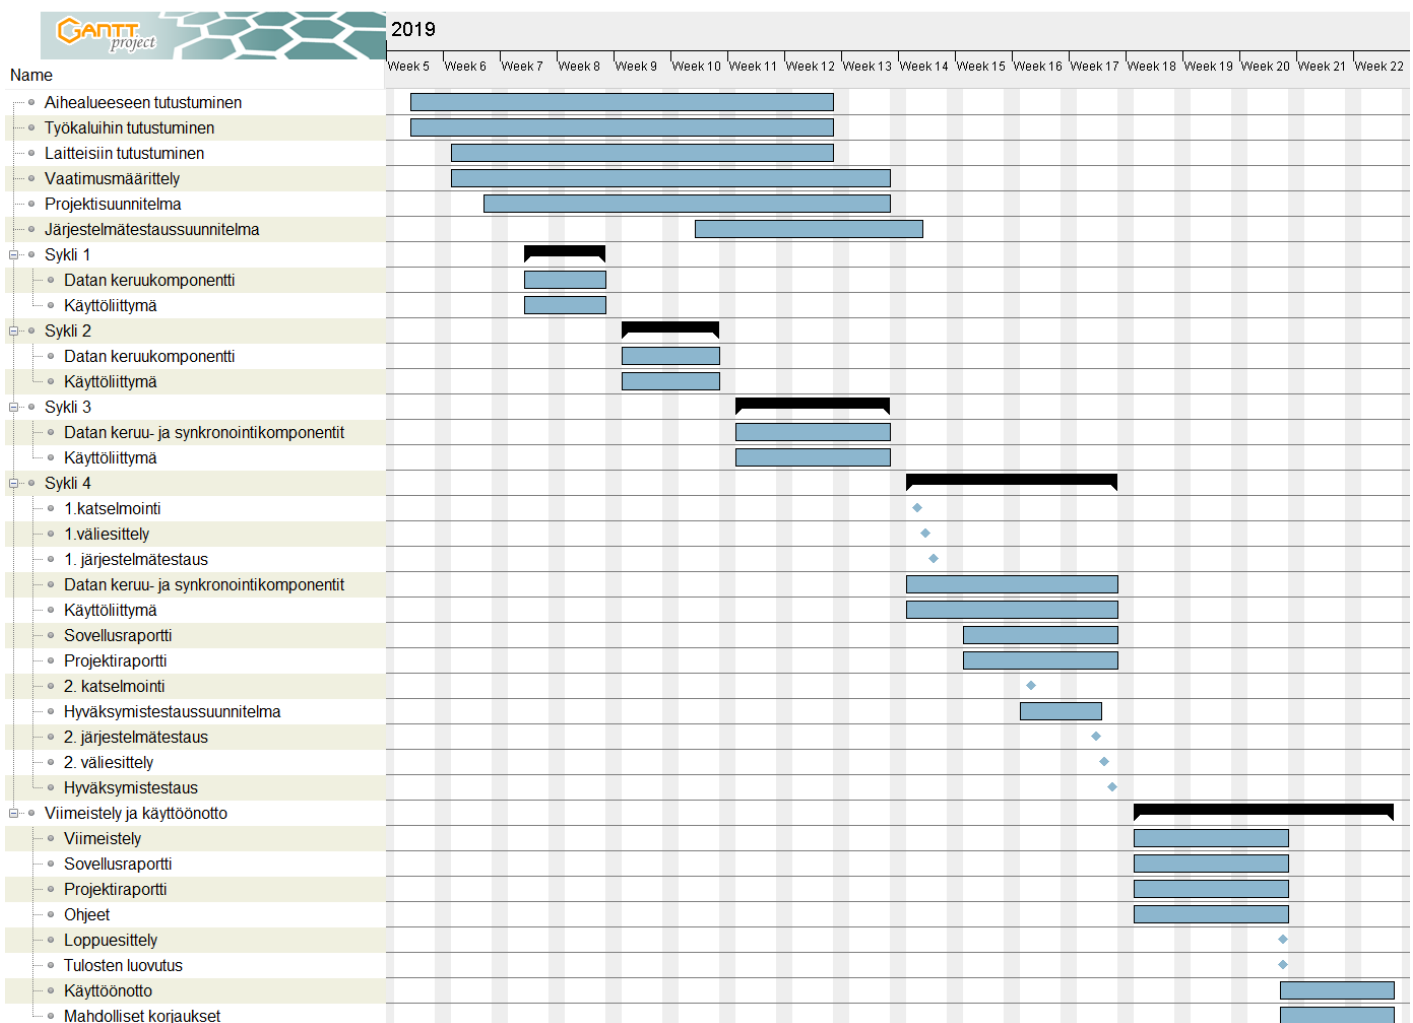 GANTT
project
2019
Name
Week 5 Week 6 Week 7 Week 8 Week 9 Week 10 Week 11 Week 12 Week 13 Week 14 Week 15 Week 16 Week 17 Week 18 Week 19 Week 20 Week 21 Week 22
Aihealueeseen tutustuminen
Työkaluihin tutustuminen
Laitteisiin tutustuminen
Vaatimusmäärittely
Projektisuunnitelma
Järjestelmätestaussuunnitelma
Sykli 1
Datan keruukomponentti
Käyttöliittymä
Sykli 2
Datan keruukomponentti
Käyttöliittymä
Sykli 3
Datan keruu- ja synkronointikomponentit
Käyttöliittymä
Sykli 4
1.katselmointi
1.väliesittely
1. järjestelmätestaus
Datan keruu- ja synkronointikomponentit
Käyttöliittymä
Sovellusraportti
Projektiraportti
2. katselmointi
Hyväksymistestaussuunnitelma
2. järjestelmätestaus
2. väliesittely
Hyväksymistestaus
Viimeistely ja käyttöönotto
Viimeistely
Sovellusraportti
Projektiraportti
Ohjeet
Loppuesittely
Tulosten luovutus
Käyttöönotto
Mahdolliset korjaukset